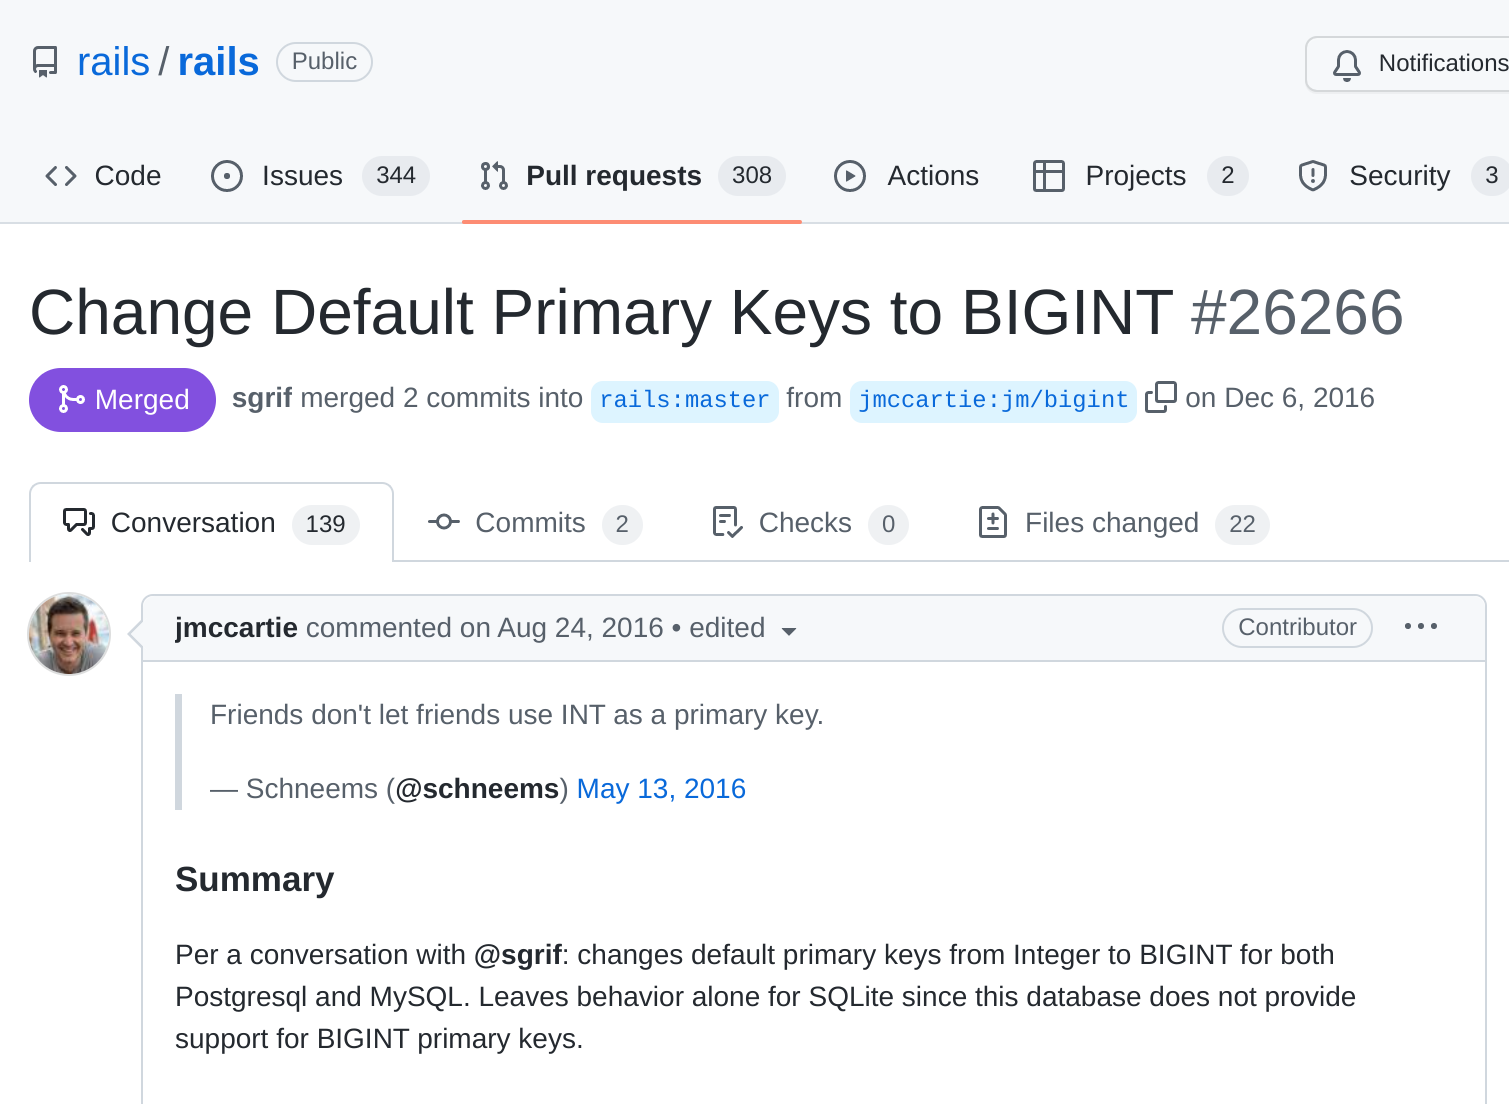 rails / rails Public Notifications
Code Issues 344 Pull requests 308 Actions Projects 2 Security 3
Change Default Primary Keys to BIGINT #26266
Merged sgrif merged 2 commits into rails:master from jmccartie:jm/bigint on Dec 6, 2016
Conversation 139 Commits 2 Checks 0 Files changed 22
jmccartie commented on Aug 24, 2016 • edited Contributor
Friends don't let friends use INT as a primary key.
— Schneems (@schneems) May 13, 2016
Summary
Per a conversation with @sgrif: changes default primary keys from Integer to BIGINT for both
Postgresql and MySQL. Leaves behavior alone for SQLite since this database does not provide
support for BIGINT primary keys.